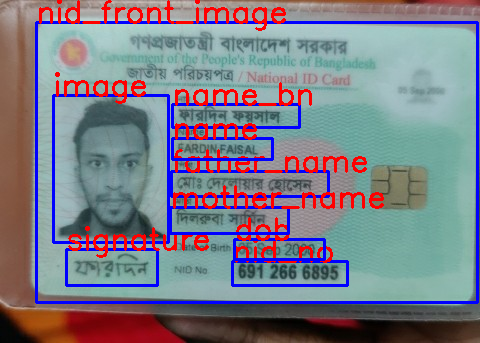 nid_front_image
গণপ্রজাতন্ত্রী বাংলাদেশ সরকার
Government of the People's Republic of Bangladesh
জাতীয় পরিচয়পত্র / National ID Card
image
name_bn
ফারদিন ফয়সাল
name
FARDIN FAISAL
father_name
মোঃ দেলোয়ার হোসেন
mother_name
দিলরুবা সারমিন
dob
Birth
Sep
nid_no
NID No.
691 266 6895
signature
ফারদিন